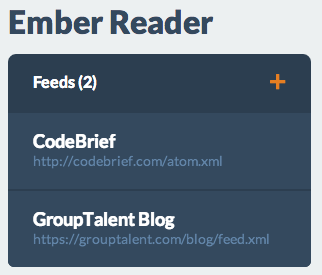 Ember Reader
Feeds (2)
+
CodeBrief
http://codebrief.com/atom.xml
GroupTalent Blog
https://grouptalent.com/blog/feed.xml